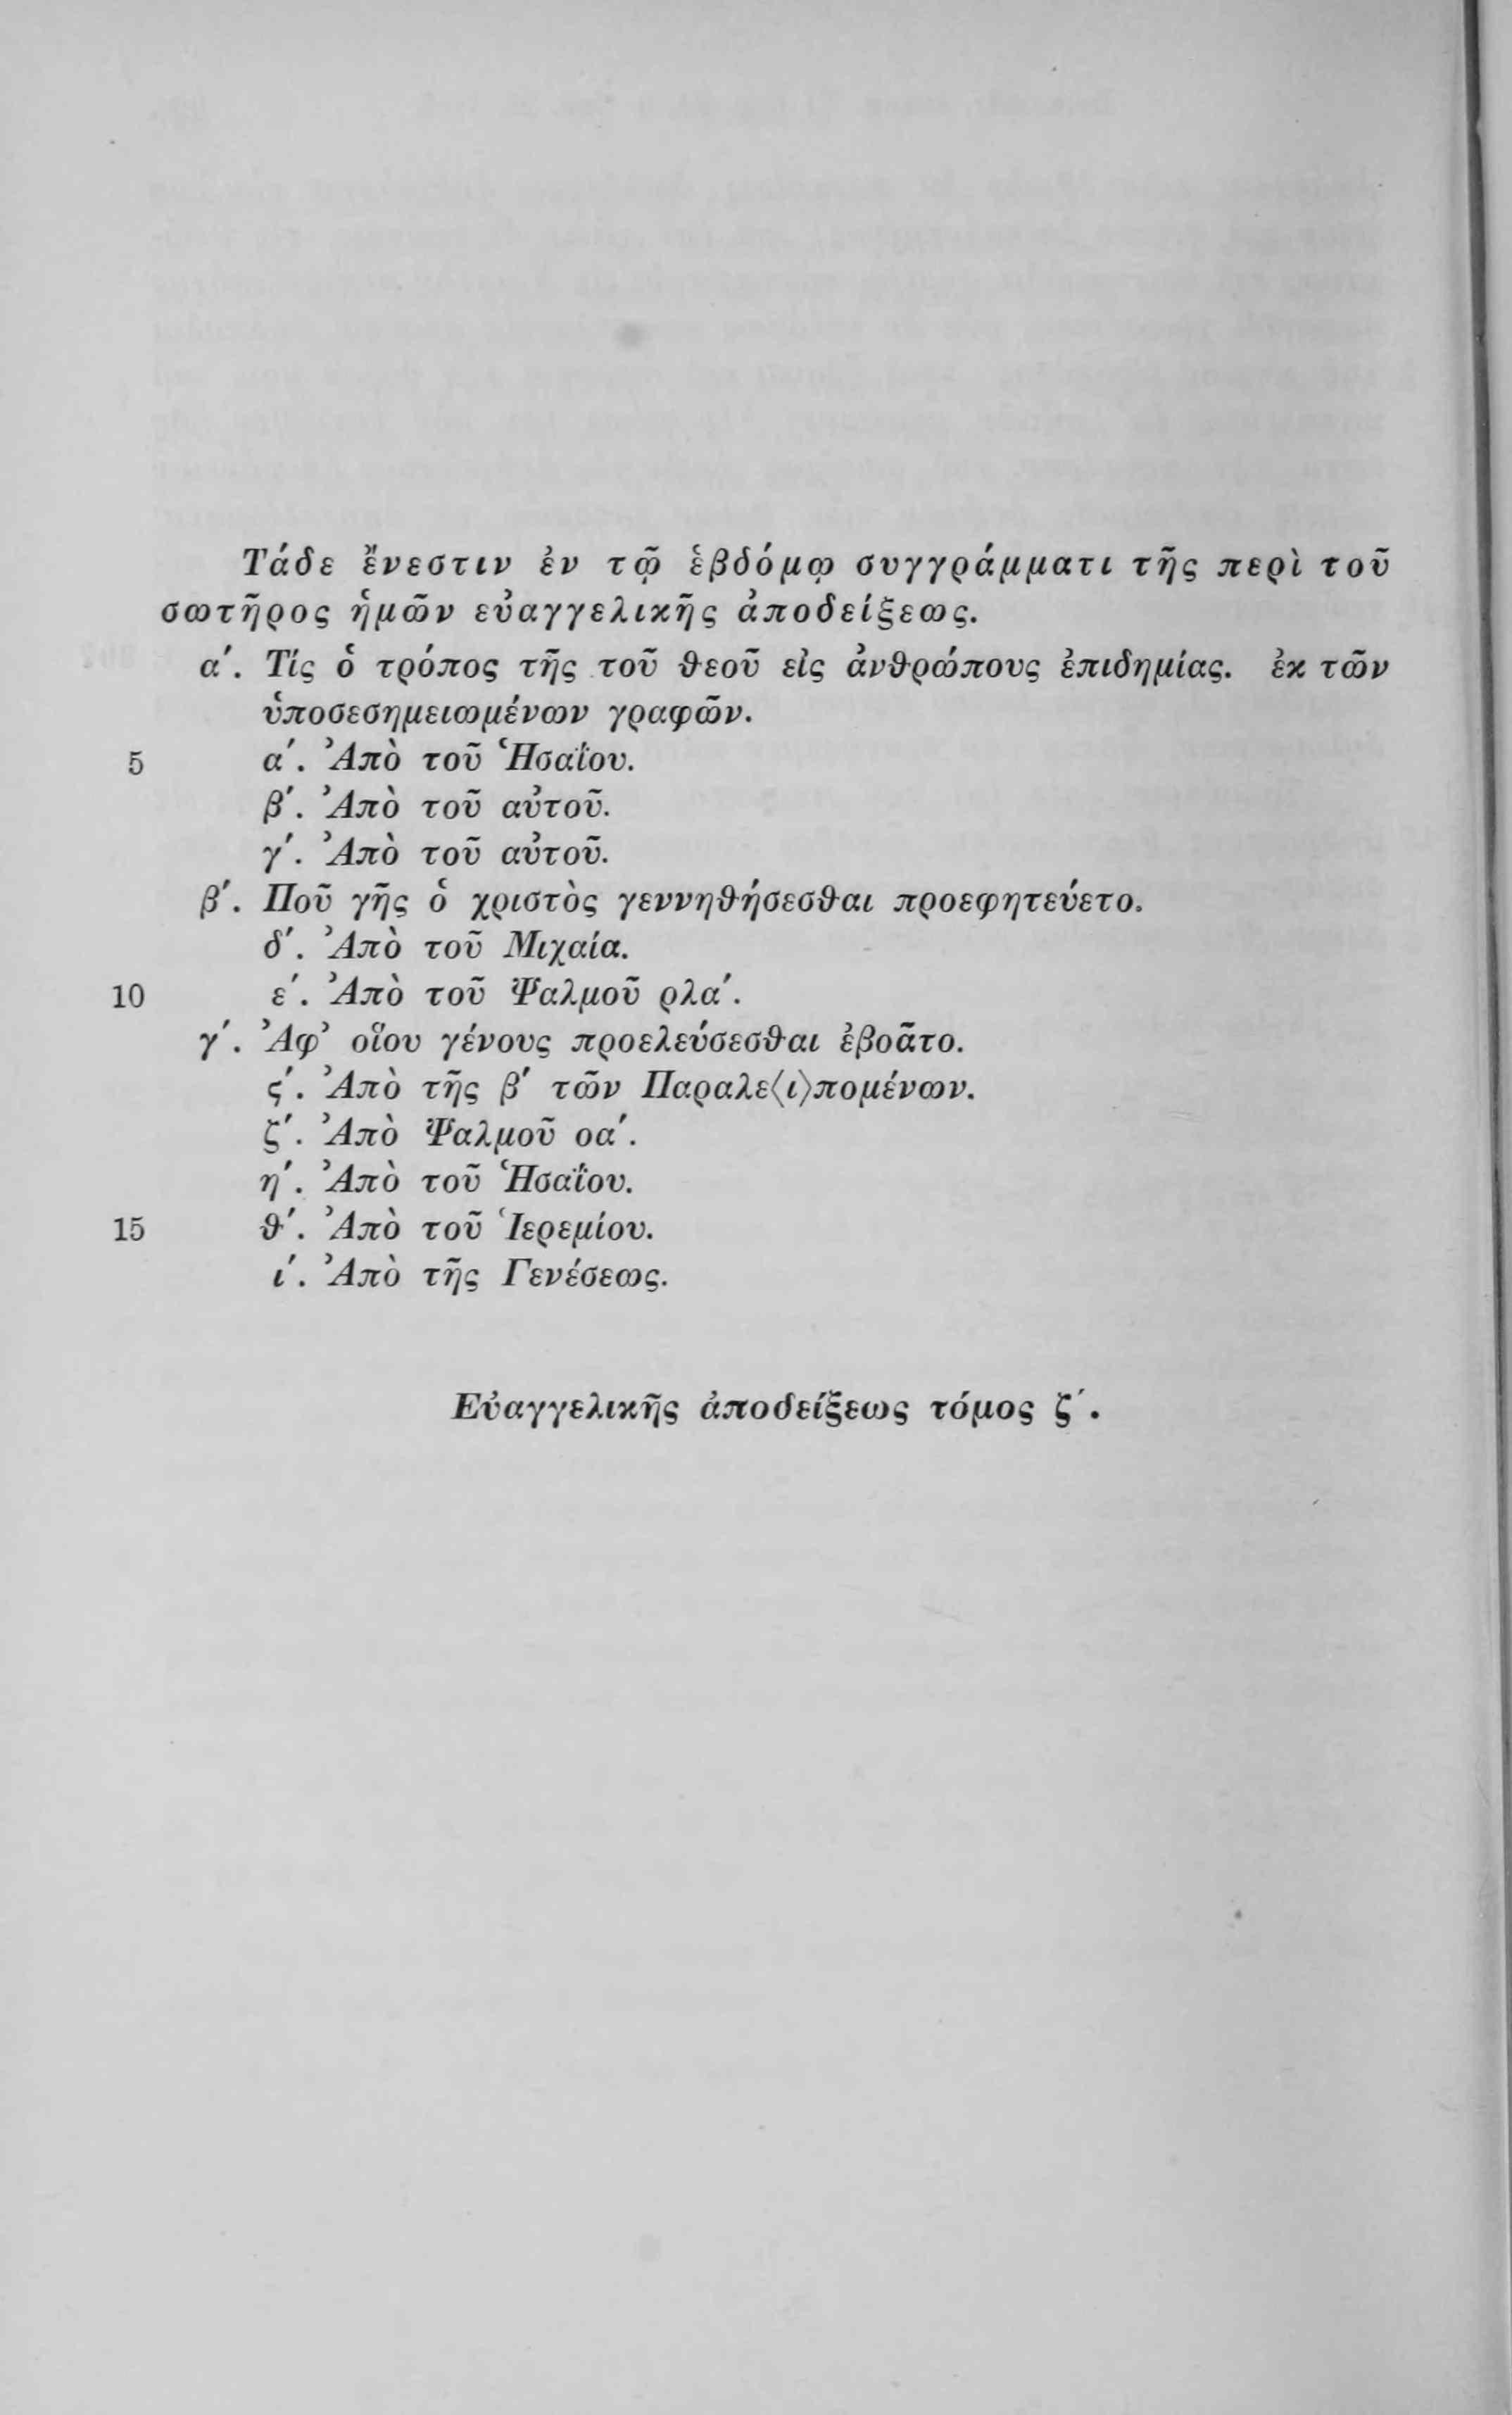 Τάδε ἔνεστιν ἐν τῷ ἑβδόμῳ συγγράμματι τῆς περὶ τοῦ
σωτῆρος ἡμῶν εὐαγγελικῆς ἀποδείξεως.
α΄. Τίς ὁ τρόπος τῆς τοῦ θεοῦ εἰς ἀνθρώπους ἐπιδημίας. ἐκ τῶν
ὑποσεσημειωμένων γραφῶν.
5 α΄. Ἀπὸ τοῦ Ἡσαΐου.
β΄. Ἀπὸ τοῦ αὐτοῦ.
γ΄. Ἀπὸ τοῦ αὐτοῦ.
β΄. Ποῦ γῆς ὁ χριστὸς γεννηθήσεσθαι προεφητεύετο.
δ΄. Ἀπὸ τοῦ Μιχαία.
10 ε΄. Ἀπὸ τοῦ Ψαλμοῦ ρλα΄.
γ΄. Ἀφ’ οἵου γένους προελεύσεσθαι ἐβοᾶτο.
ς΄. Ἀπὸ τῆς β΄ τῶν Παραλε⟨ι⟩πομένων.
ζ΄. Ἀπὸ Ψαλμοῦ οα΄.
η΄. Ἀπὸ τοῦ Ἡσαΐου.
15 θ΄. Ἀπὸ τοῦ Ἱερεμίου.
ι΄. Ἀπὸ τῆς Γενέσεως.
Εὐαγγελικῆς ἀποδείξεως τόμος ζ΄.